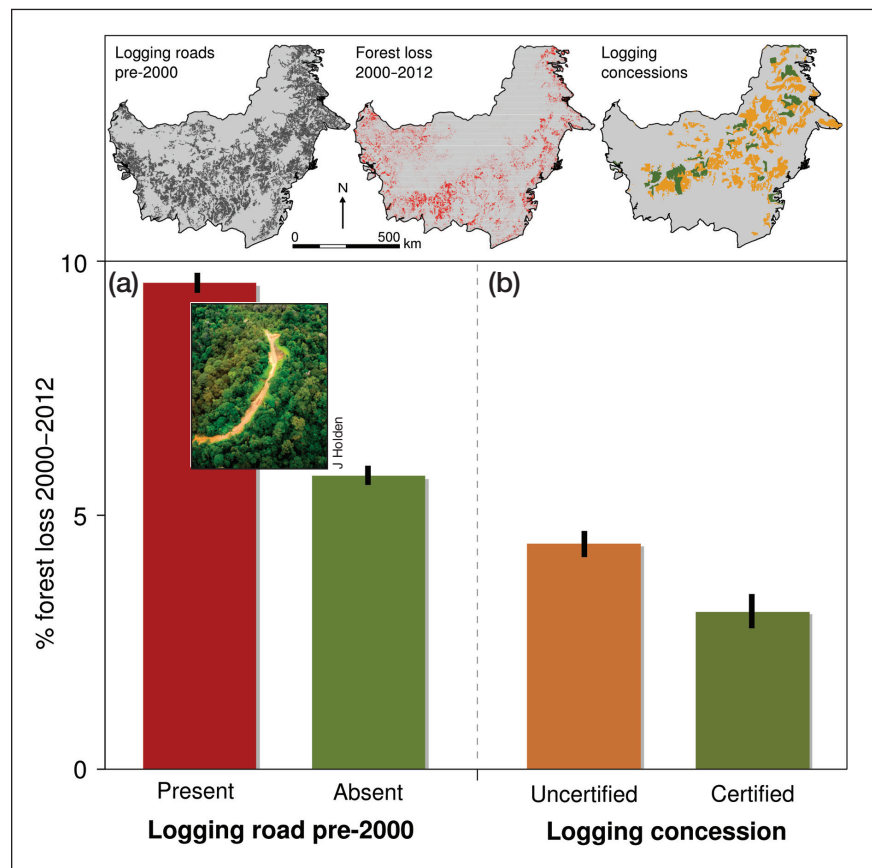 Logging roads
pre-2000
Forest loss
2000–2012
Logging
concessions
N
0 500
km
10
(a)
(b)
J Holden
% forest loss 2000–2012
5
0
Present
Absent
Uncertified
Certified
Logging road pre-2000
Logging concession